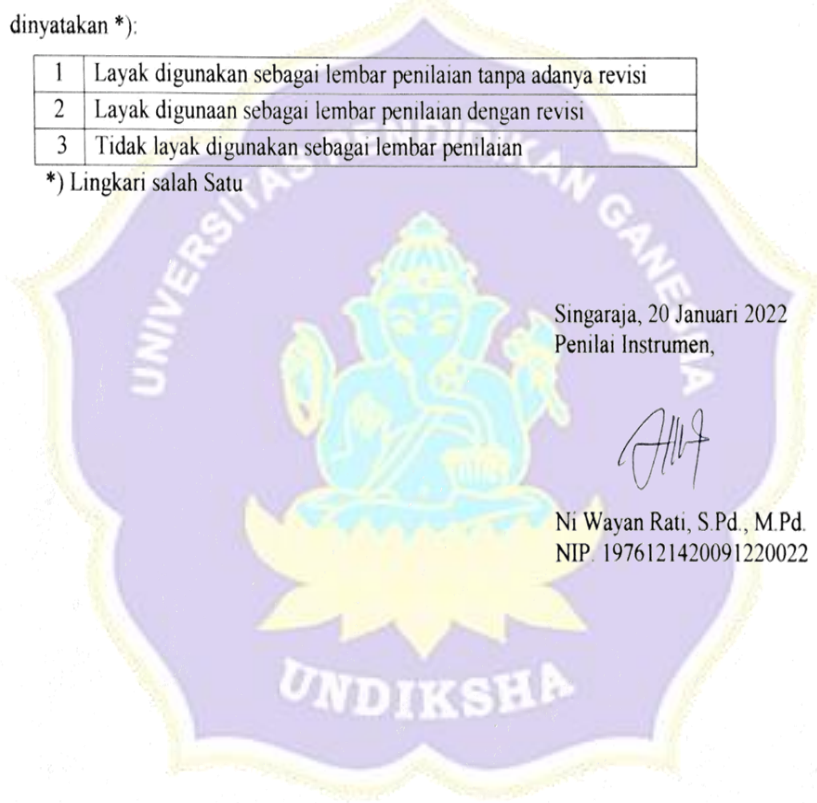 dinyatakan *):
1 Layak digunakan sebagai lembar penilaian tanpa adanya revisi
2 Layak digunaan sebagai lembar penilaian dengan revisi
3 Tidak layak digunakan sebagai lembar penilaian
*) Lingkari salah Satu
UNIVERSITAS PENDIDIKAN GANESHA
Singaraja, 20 Januari 2022
Penilai Instrumen,
Ni Wayan Rati, S.Pd., M.Pd.
NIP. 1976121420091220022
UNDIKSHA